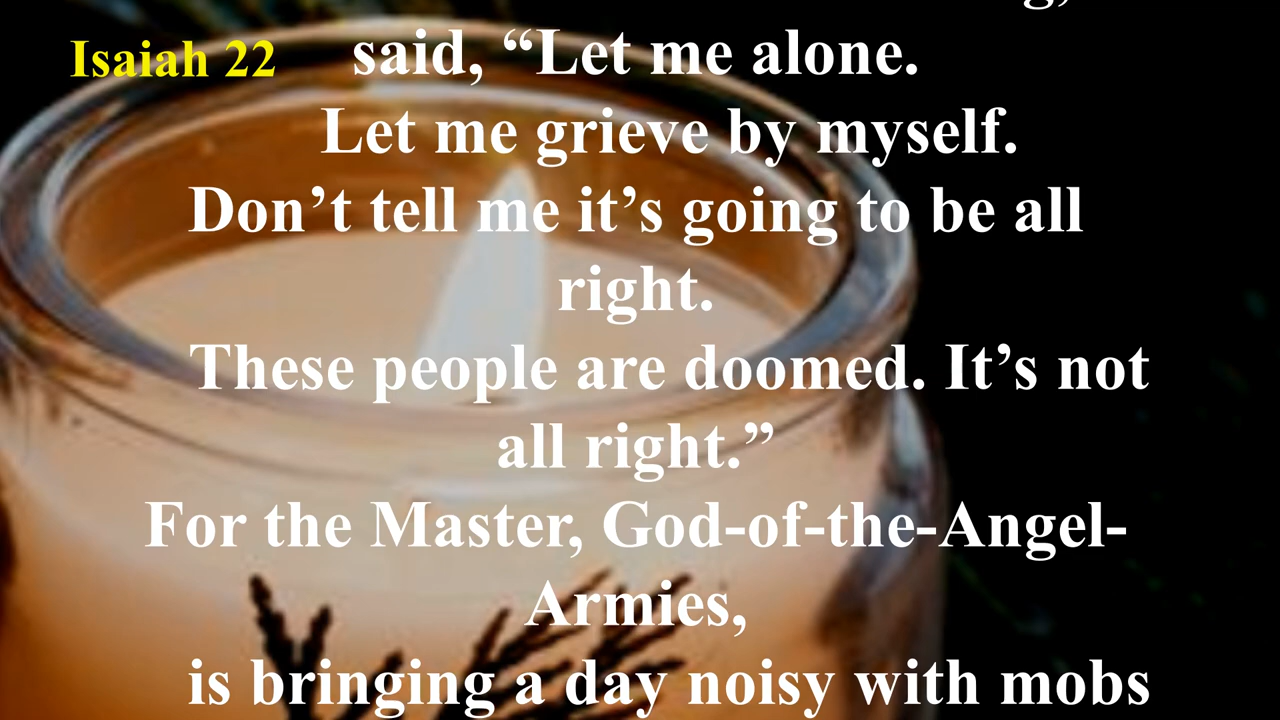 Isaiah 22
said, “Let me alone.
Let me grieve by myself.
Don’t tell me it’s going to be all
right.
These people are doomed. It’s not
all right.”
For the Master, God-of-the-Angel-
Armies,
is bringing a day noisy with mobs